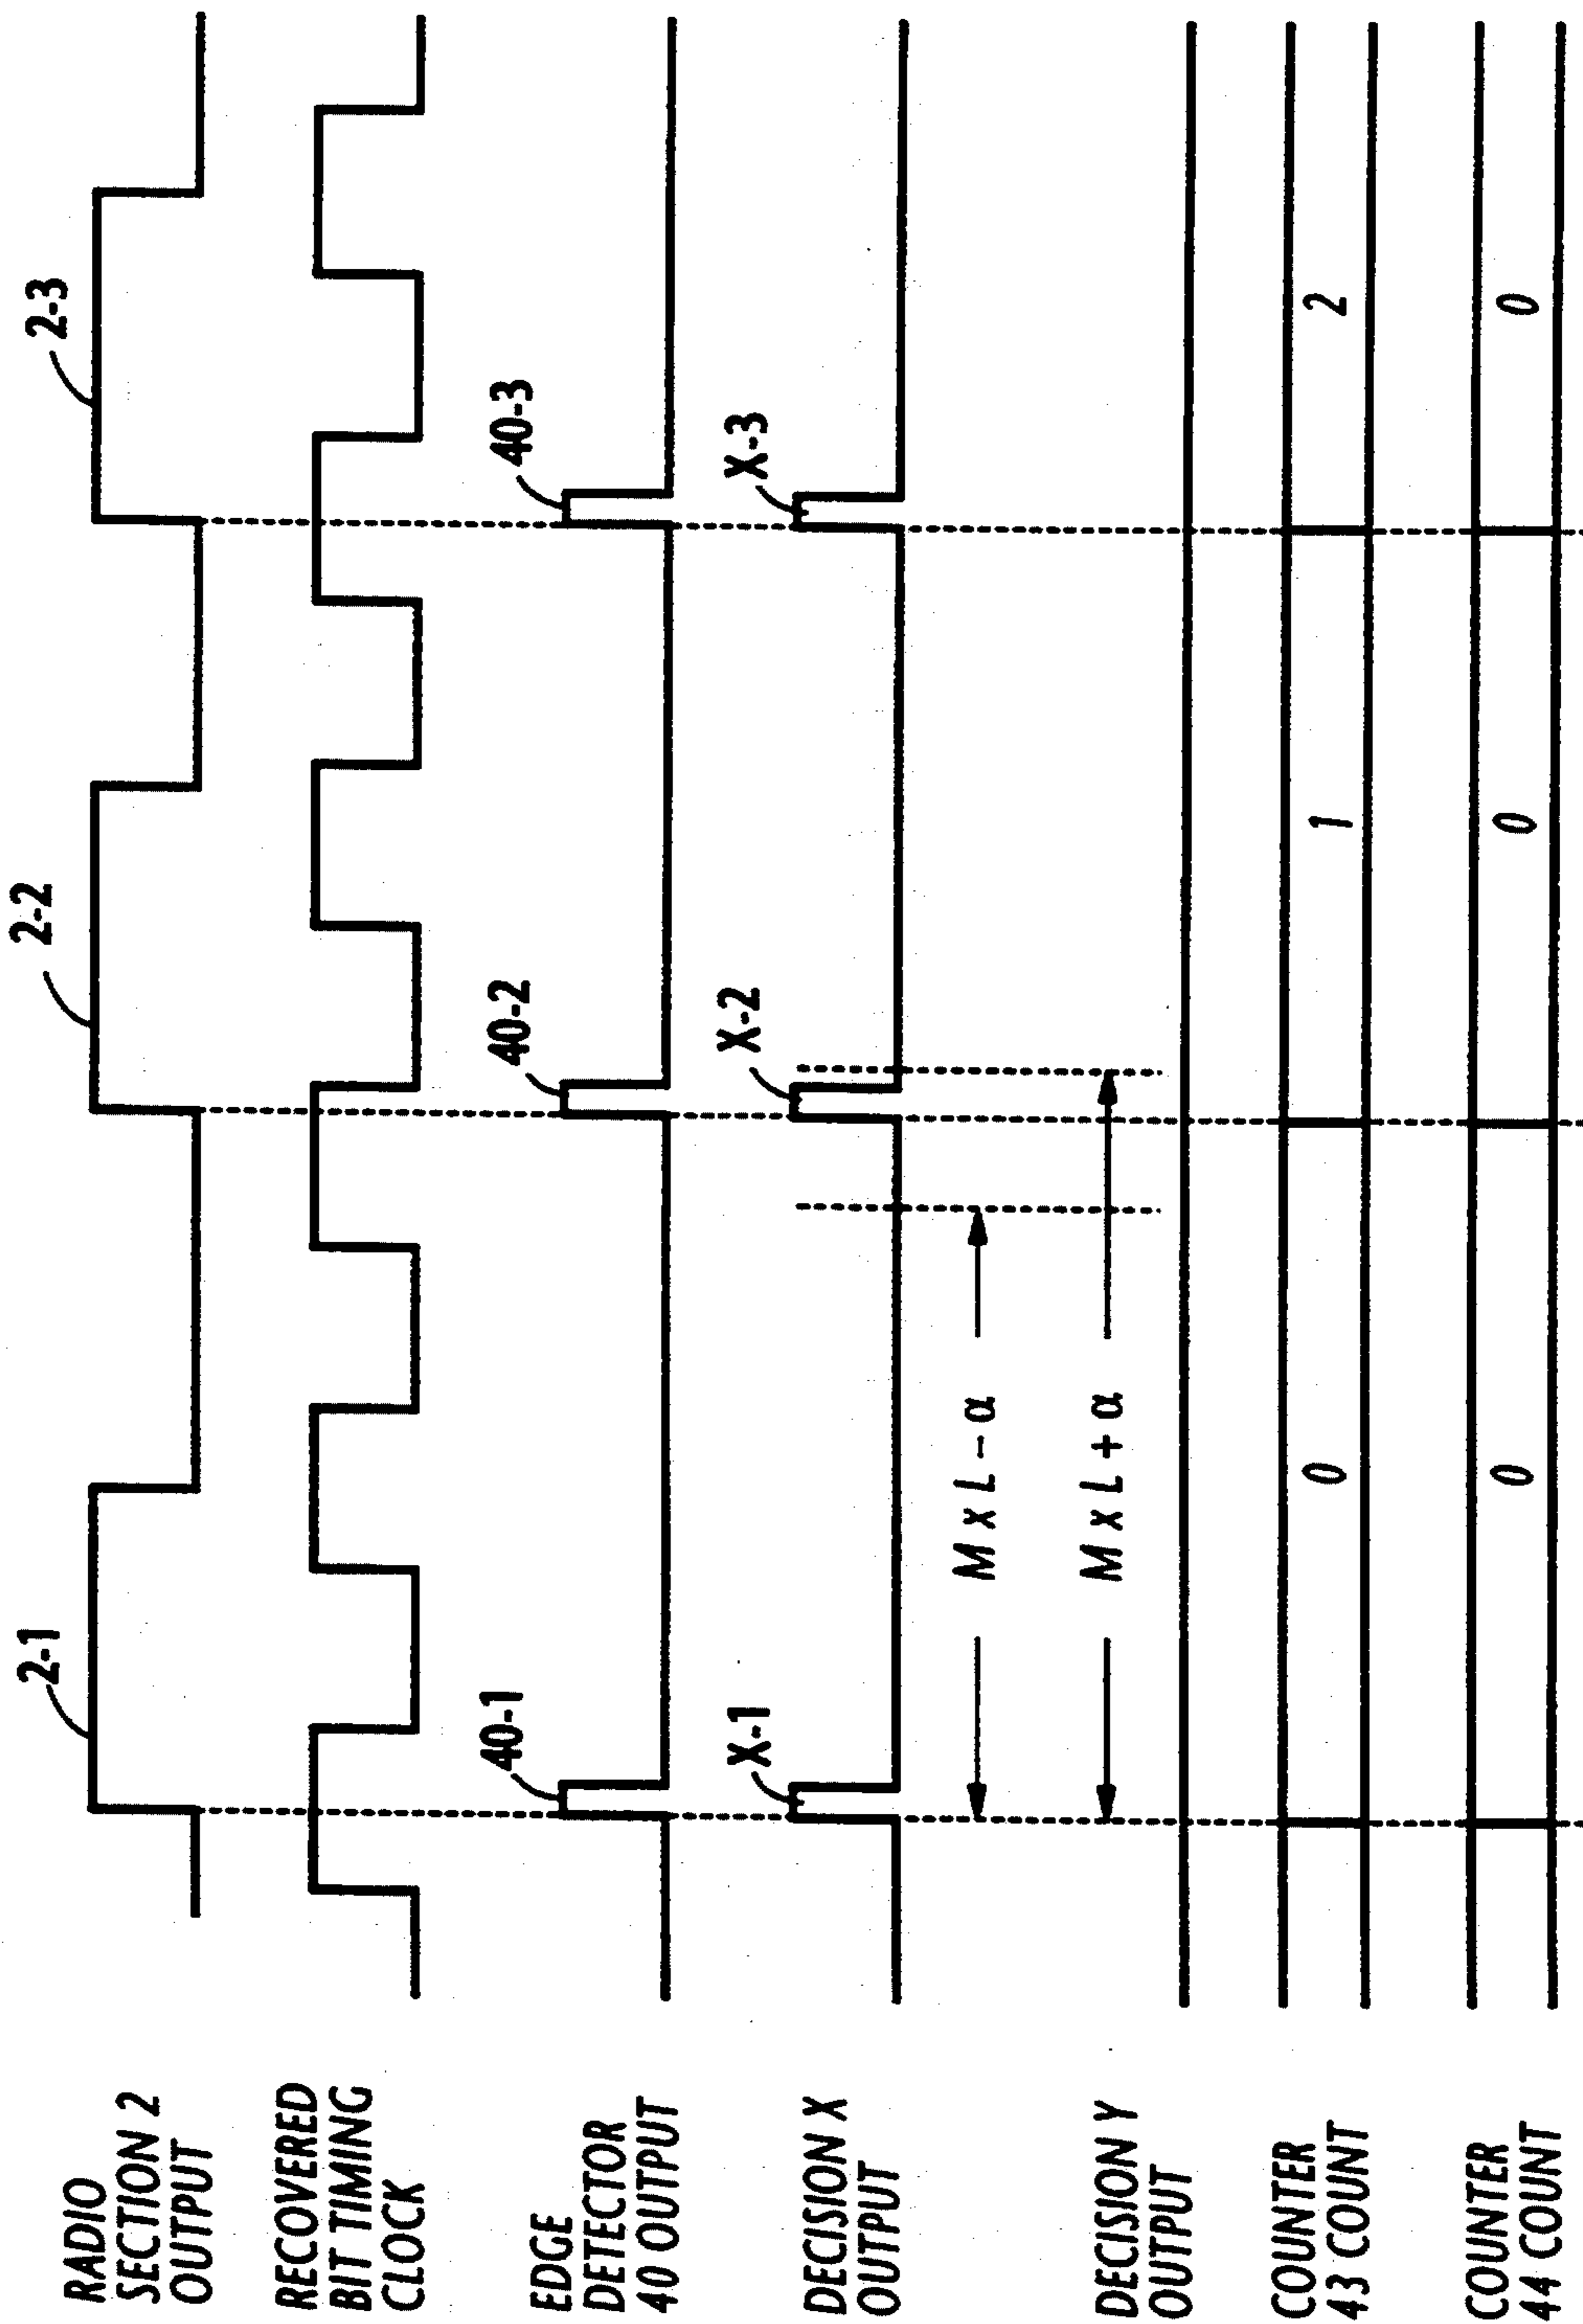 RADIO
SECTION 2
OUTPUT
2-1
2-2
2-3
RECOVERED
BIT TIMING
CLOCK
EDGE
DETECTOR
40 OUTPUT
40-1
40-2
40-3
DECISION X
OUTPUT
X-1
X-2
X-3
M x L - α
M x L + α
DECISION Y
OUTPUT
COUNTER
43 COUNT
0
1
2
COUNTER
44 COUNT
0
0
0